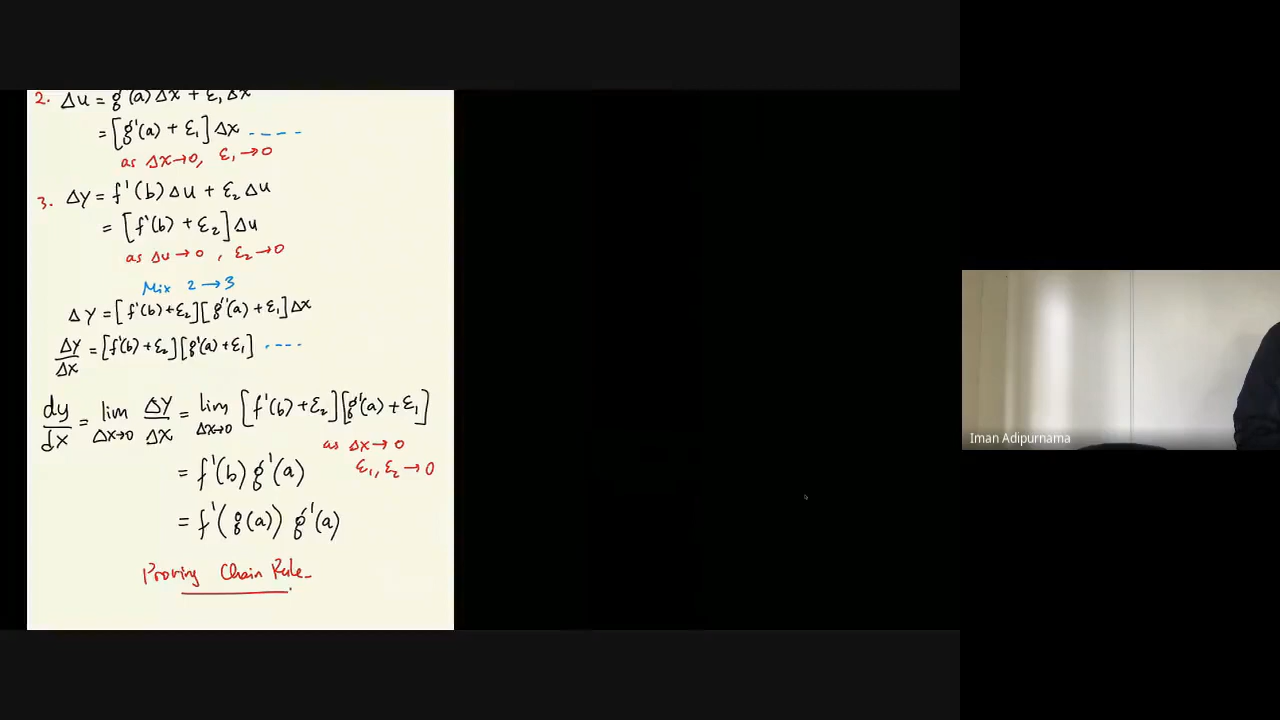 2. Δu = g'(a) Δx + ε₁ Δx
= [g'(a) + ε₁] Δx ----
as Δx→0, ε₁→0
3. Δy = f'(b) Δu + ε₂ Δu
= [f'(b) + ε₂] Δu
as Δu→0, ε₂→0
Mix 2→3
Δy = [f'(b)+ε₂][g'(a)+ε₁]Δx
Δy/Δx = [f'(b)+ε₂][g'(a)+ε₁] ----
dy/dx = lim Δx→0 Δy/Δx = lim Δx→0 [f'(b)+ε₂][g'(a)+ε₁]
as Δx→0
= f'(b) g'(a)
ε₁, ε₂→0
= f'(g(a)) g'(a)
Proving Chain Rule
Iman Adipurnama